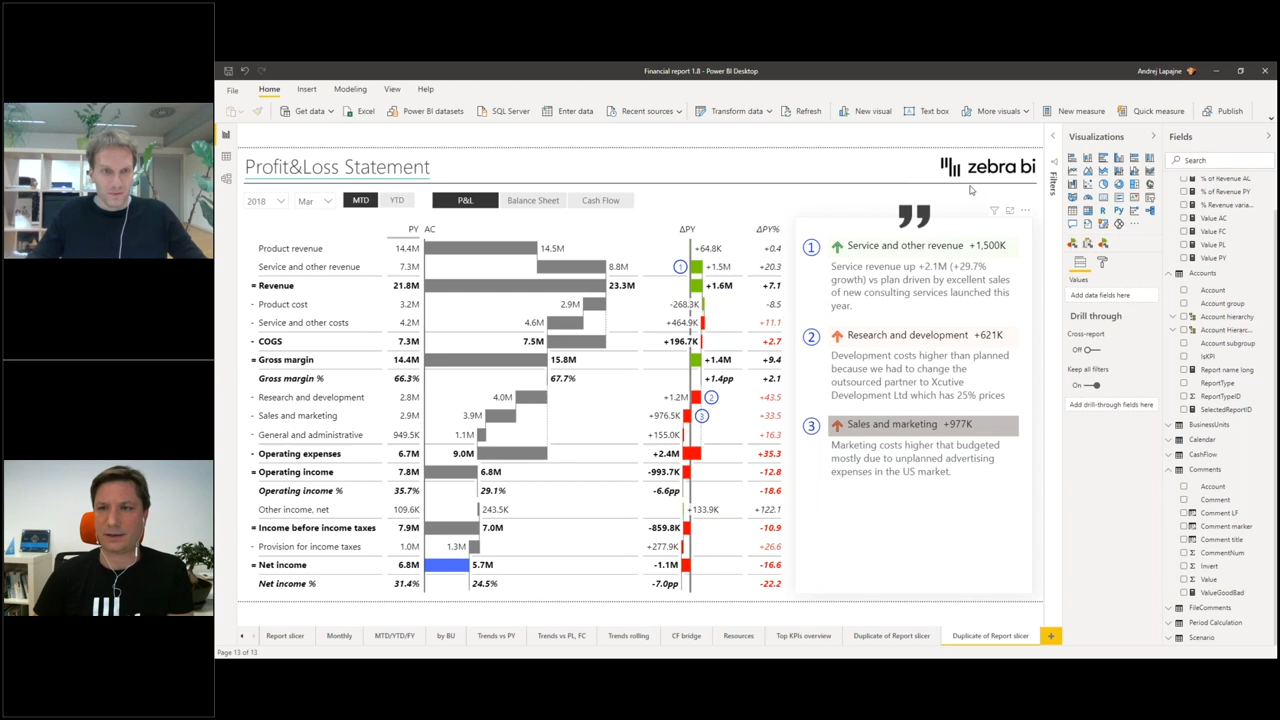 Financial report 1.8 - Power BI Desktop
Andrej Lapajne
File Home Insert Modeling View Help
Get data Excel Power BI datasets SQL Server Enter data Recent sources Transform data Refresh New visual Text box More visuals New measure Quick measure Publish
Profit&Loss Statement
zebra bi
2018 Mar MTD YTD P&L Balance Sheet Cash Flow
PY AC ΔPY ΔPY%
Product revenue 14.4M 14.5M +64.8K +0.4
Service and other revenue 7.3M 8.8M 1 +1.5M +20.3
= Revenue 21.8M 23.3M +1.6M +7.1
- Product cost 3.2M 2.9M -268.3K -8.5
- Service and other costs 4.2M 4.6M +464.9K +11.1
- COGS 7.3M 7.5M +196.7K +2.7
= Gross margin 14.4M 15.8M +1.4M +9.4
Gross margin % 66.3% 67.7% +1.4pp +2.1
- Research and development 2.8M 4.0M +1.2M 2 +43.5
- Sales and marketing 2.9M 3.9M +976.5K 3 +33.5
- General and administrative 949.5K 1.1M +155.0K +16.3
- Operating expenses 6.7M 9.0M +2.4M +35.3
= Operating income 7.8M 6.8M -993.7K -12.8
Operating income % 35.7% 29.1% -6.6pp -18.6
Other income, net 109.6K 243.5K +133.9K +122.1
= Income before income taxes 7.9M 7.0M -859.8K -10.9
- Provision for income taxes 1.0M 1.3M +277.9K +26.6
= Net income 6.8M 5.7M -1.1M -16.6
Net income % 31.4% 24.5% -7.0pp -22.2
1 Service and other revenue +1,500K
Service revenue up +2.1M (+29.7%
growth) vs plan driven by excellent sales
of new consulting services launched this
year.
2 Research and development +621K
Development costs higher than planned
because we had to change the
outsourced partner to Xcutive
Development Ltd which has 25% prices
3 Sales and marketing +977K
Marketing costs higher that budgeted
mostly due to unplanned advertising
expenses in the US market.
Filters
Visualizations
Values
Add data fields here
Drill through
Cross-report
Off
Keep all filters
On
Add drill-through fields here
Fields
Search
% of Revenue AC
% of Revenue PY
% Revenue varia...
Value AC
Value FC
Value PL
Value PY
Accounts
Account
Account group
Account hierarchy
Account Hierarc...
Account subgroup
IsKPI
Report name long
ReportType
ReportTypeID
SelectedReportID
BusinessUnits
Calendar
CashFlow
Comments
Account
Comment
Comment LF
Comment marker
Comment title
CommentNum
Invert
Value
ValueGoodBad
FileComments
Period Calculation
Scenario
Report slicer Monthly MTD/YTD/FY by BU Trends vs PY Trends vs PL, FC Trends rolling CF bridge Resources Top KPIs overview Duplicate of Report slicer Duplicate of Report slicer
Page 13 of 13